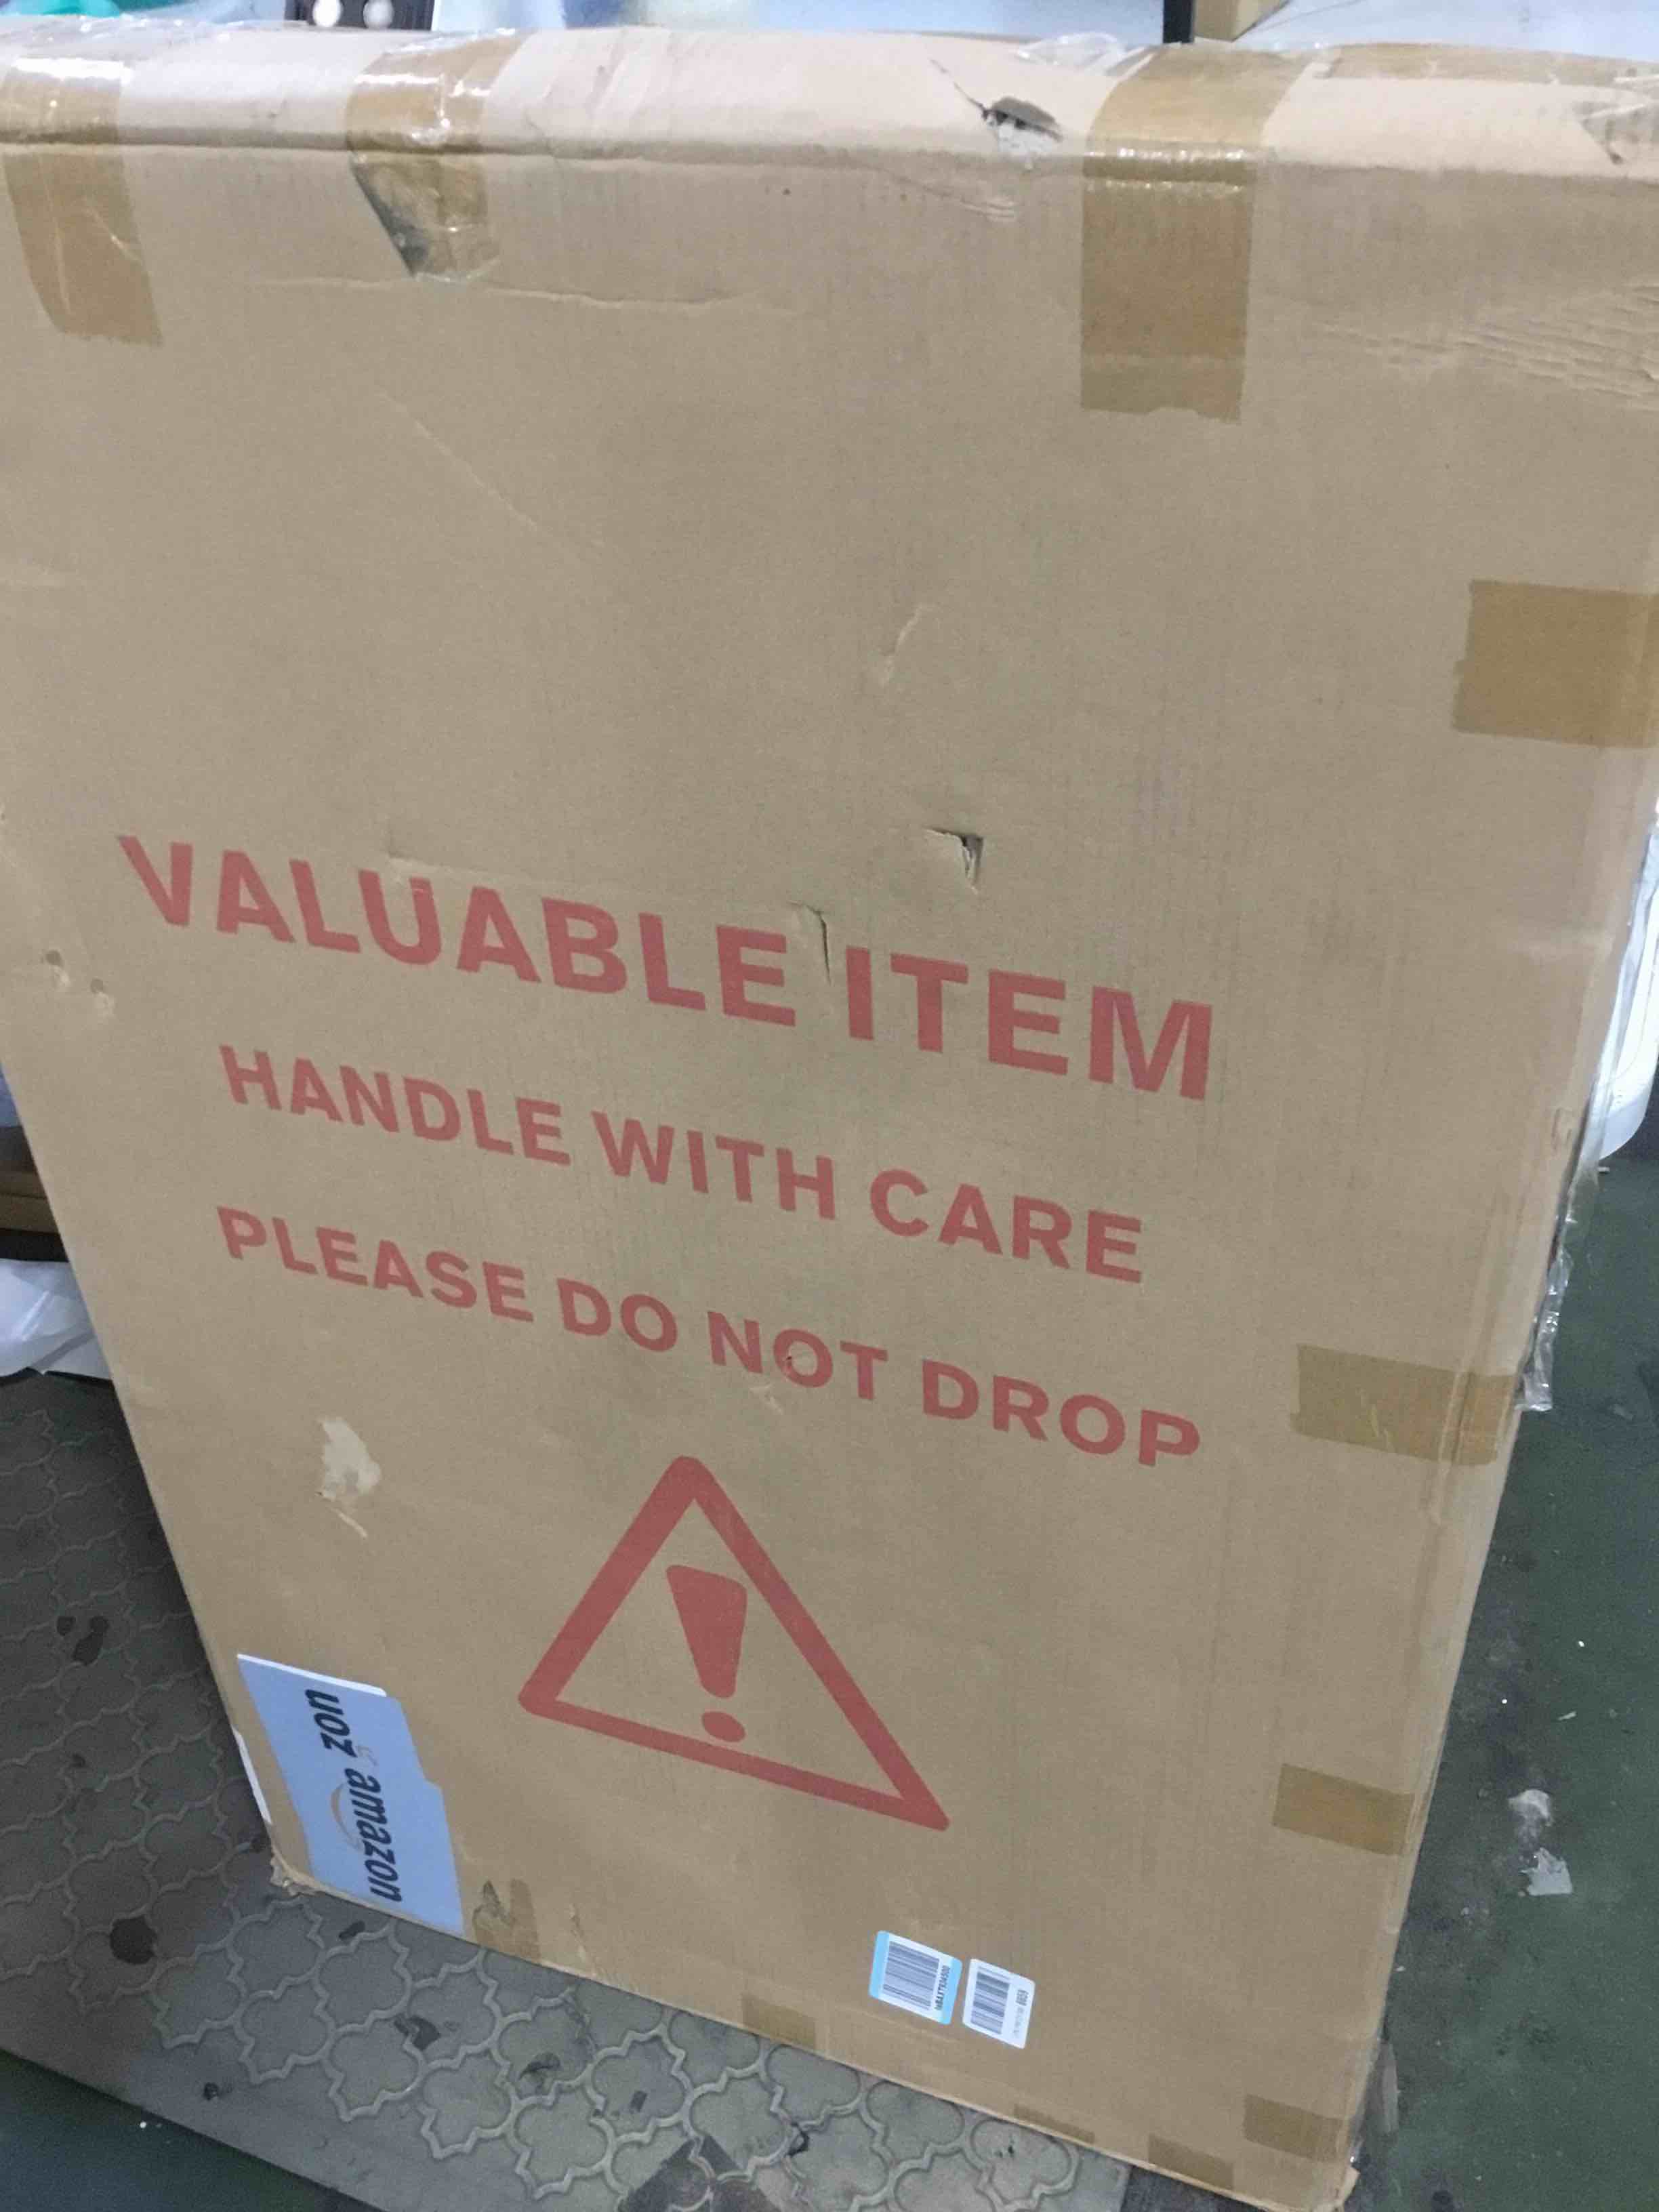 VALUABLE ITEM
HANDLE WITH CARE
PLEASE DO NOT DROP
amazon